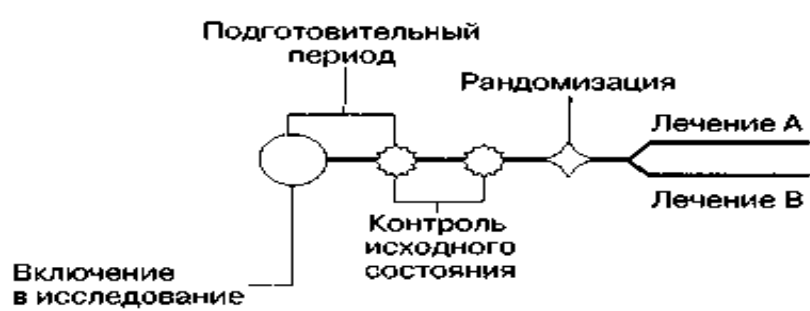 Подготовительный
период
Рандомизация
Лечение А
Лечение В
Контроль
исходного
состояния
Включение
в исследование